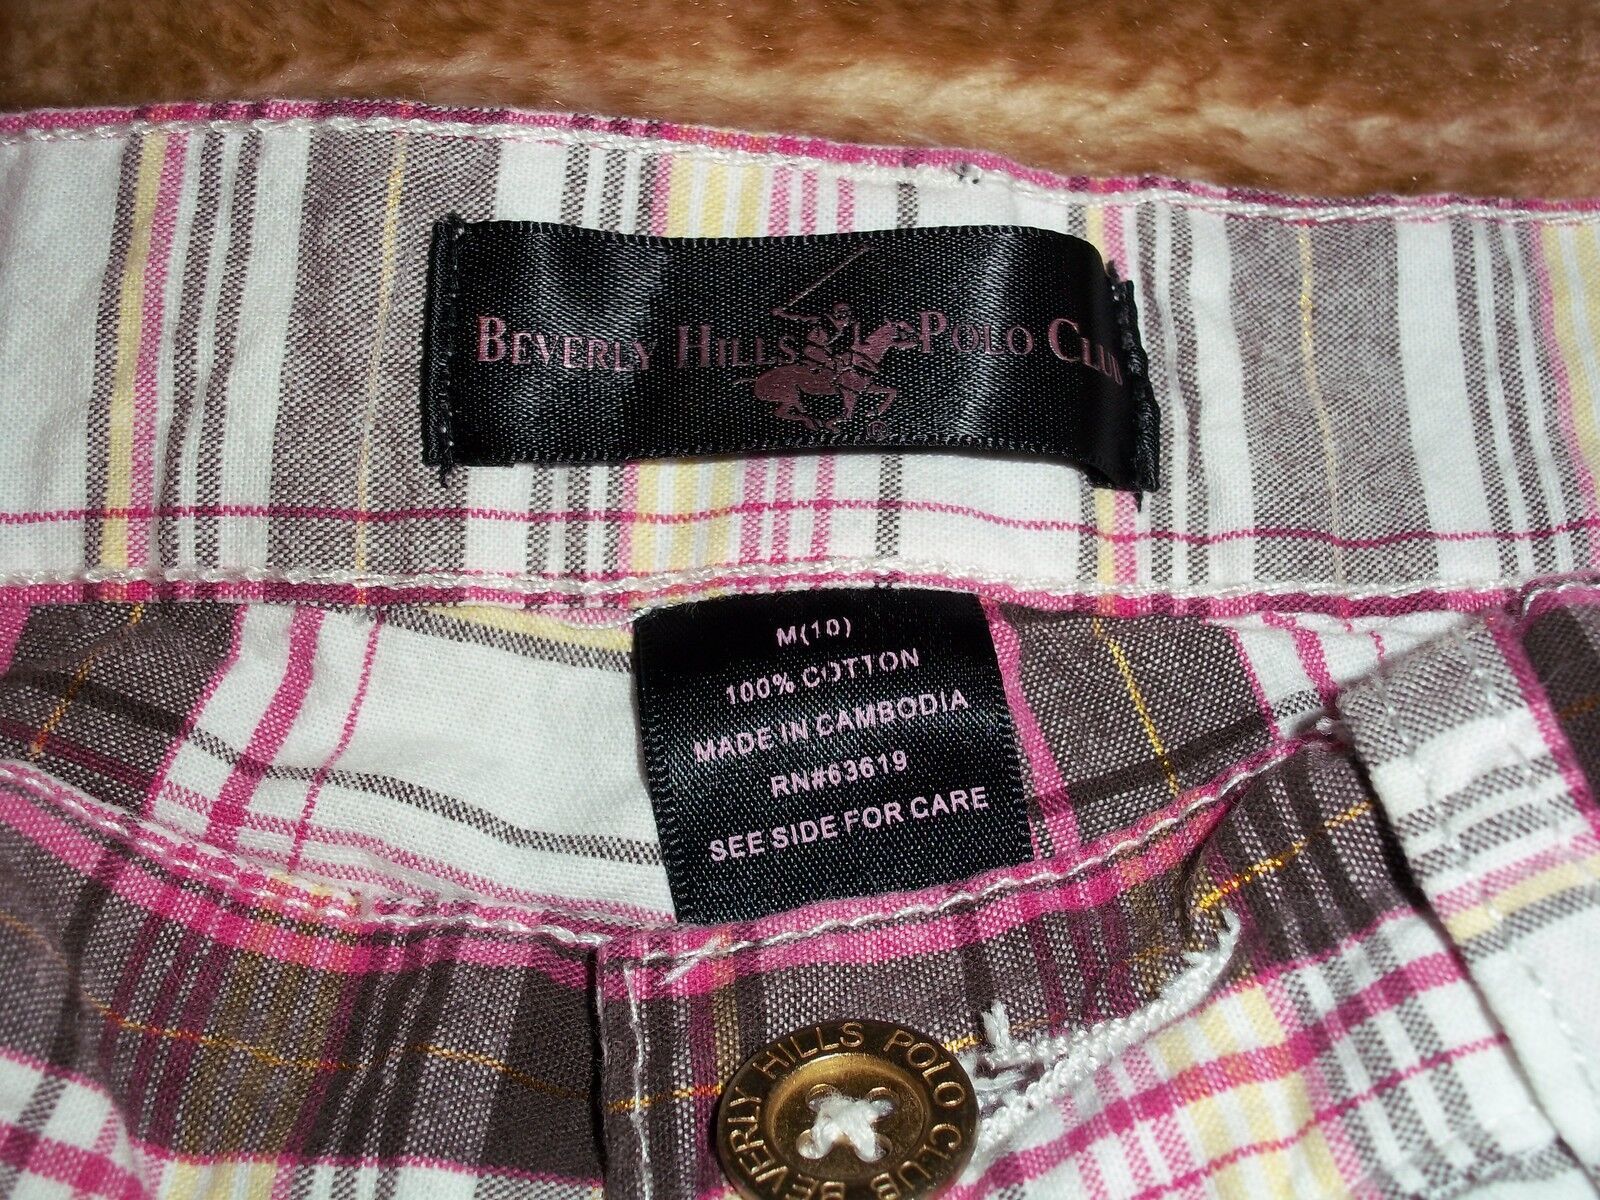 BEVERLY HILLS POLO CLUB
®
M(10)
100% COTTON
MADE IN CAMBODIA
RN#63619
SEE SIDE FOR CARE
BEVERLY HILLS POLO CLUB